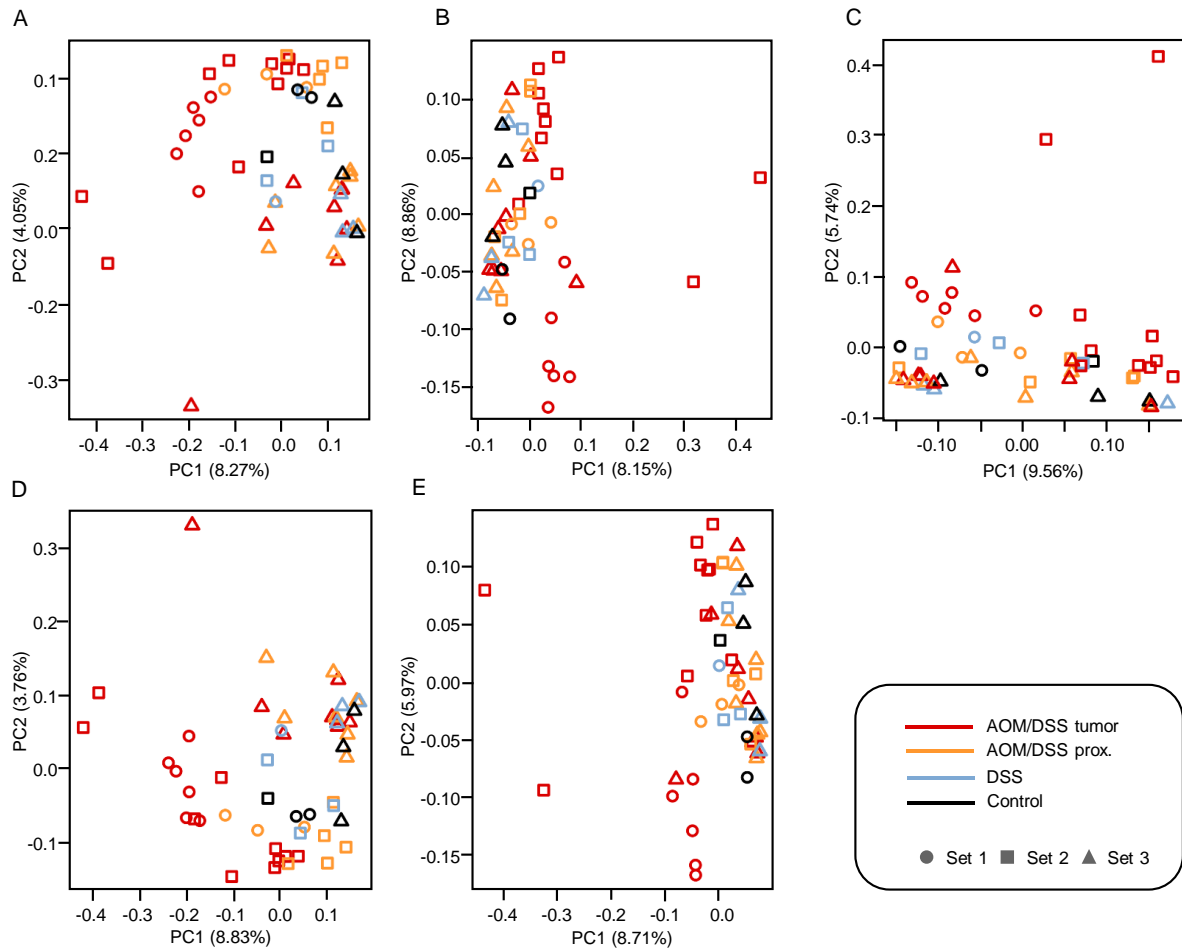 A
0.1
0.2
0.0
-0.2
-0.3
PC2 (4.05%)
-0.4 -0.3 -0.2 -0.1 0.0 0.1
PC1 (8.27%)
B
0.10
0.05
0.00
-0.05
-0.10
-0.15
PC2 (8.86%)
-0.1 0.0 0.1 0.2 0.3 0.4
PC1 (8.15%)
C
0.4
0.3
0.2
0.1
0.0
-0.1
PC2 (5.74%)
-0.10 0.00 0.10
PC1 (9.56%)
D
0.3
0.2
0.1
0.0
-0.1
PC2 (3.76%)
-0.4 -0.3 -0.2 -0.1 0.0 0.1
PC1 (8.83%)
E
0.10
0.05
0.00
-0.05
-0.10
-0.15
PC2 (5.97%)
-0.4 -0.3 -0.2 -0.1 0.0
PC1 (8.71%)
AOM/DSS tumor
AOM/DSS prox.
DSS
Control
Set 1 Set 2 Set 3